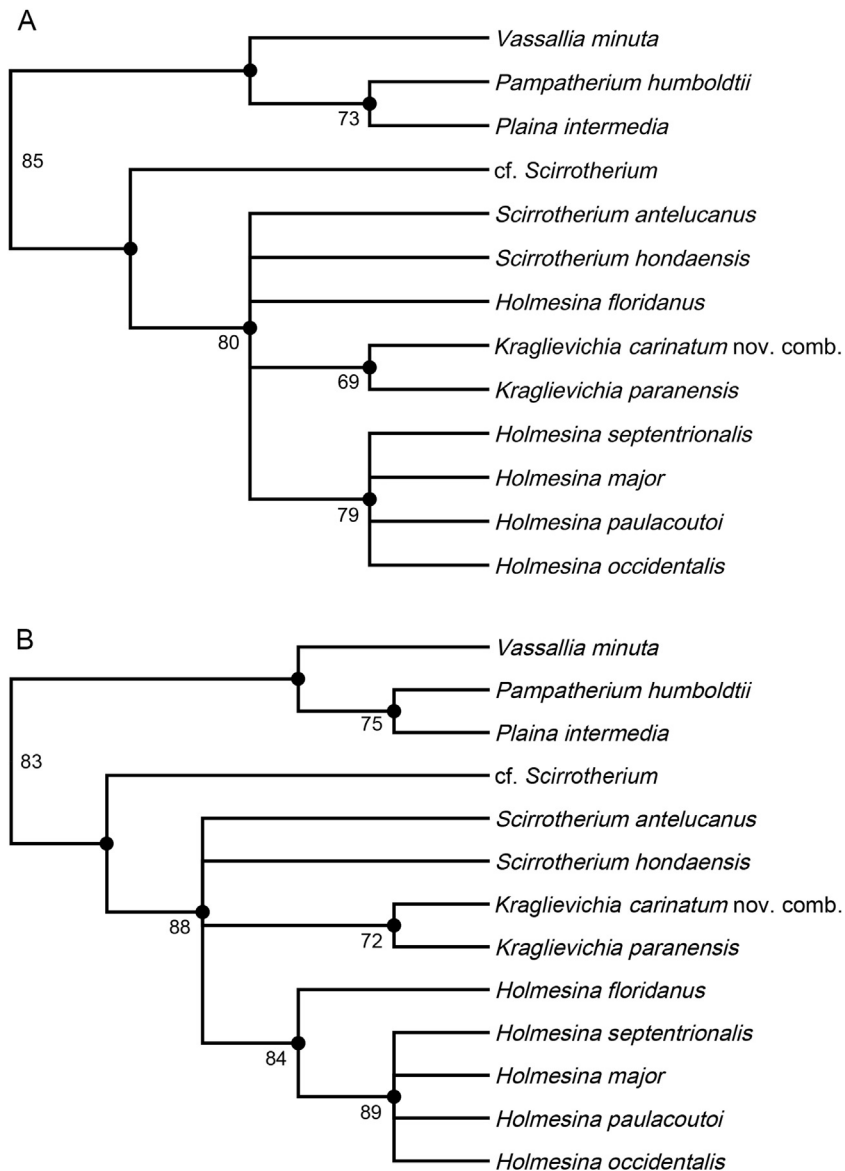 A
Vassallia minuta
Pampatherium humboldtii
73
Plaina intermedia
85
cf. Scirrotherium
Scirrotherium antelucanus
Scirrotherium hondaensis
Holmesina floridanus
80
Kraglievichia carinatum nov. comb.
69
Kraglievichia paranensis
Holmesina septentrionalis
Holmesina major
79
Holmesina paulacoutoi
Holmesina occidentalis
B
Vassallia minuta
Pampatherium humboldtii
75
Plaina intermedia
83
cf. Scirrotherium
Scirrotherium antelucanus
Scirrotherium hondaensis
Kraglievichia carinatum nov. comb.
88
72
Kraglievichia paranensis
Holmesina floridanus
Holmesina septentrionalis
84
Holmesina major
89
Holmesina paulacoutoi
Holmesina occidentalis